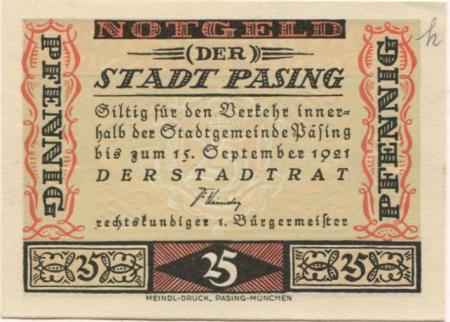 NOTGELD
(DER)
STADT PASING
Giltig für den Verkehr inner=
halb der Stadtgemeinde Pasing
bis zum 15. September 1921
DER STADTRAT
rechtskundiger 1. Bürgermeister
PFENNIG
PFENNIG
h
25
25
25
MEINDL-DRUCK, PASING-MÜNCHEN